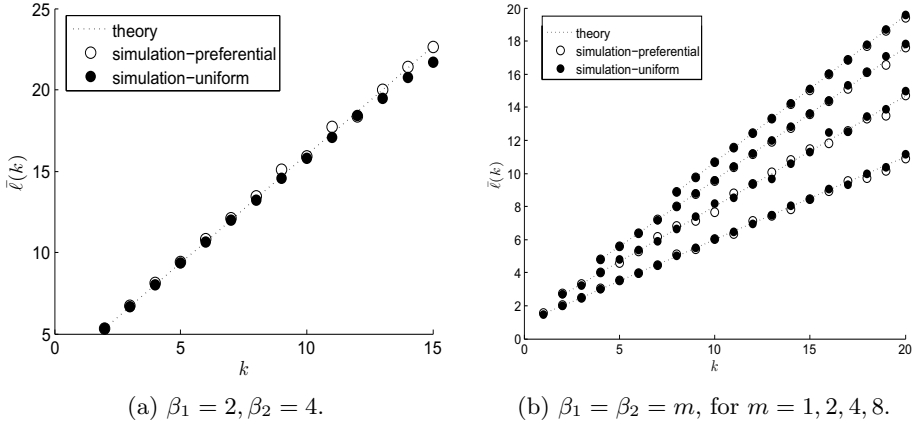 theory
simulation−preferential
simulation−uniform
25
20
15
10
5
0
5
10
15
k
ℓ̄(k)
(a) β₁ = 2, β₂ = 4.
theory
simulation−preferential
simulation−uniform
20
18
16
14
12
10
8
6
4
2
0
0
5
10
15
20
k
ℓ̄(k)
(b) β₁ = β₂ = m, for m = 1, 2, 4, 8.